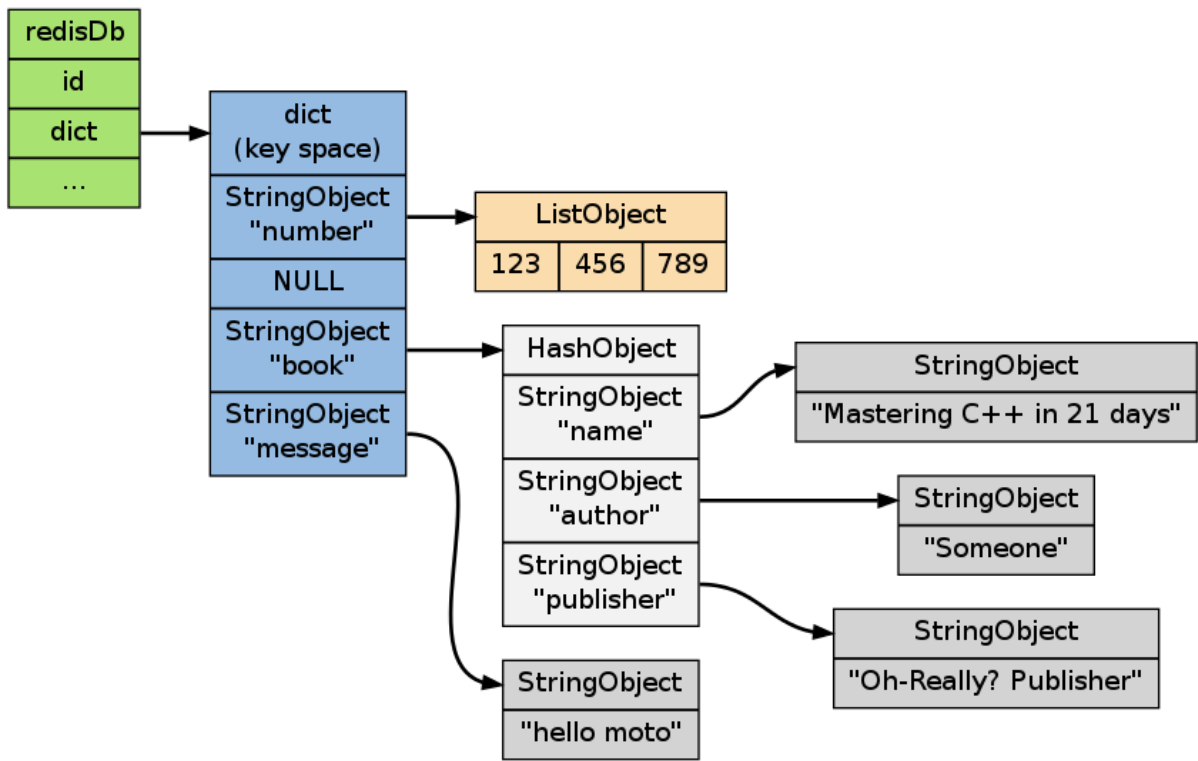 redisDb
id
dict
...
dict
(key space)
StringObject
"number"
NULL
StringObject
"book"
StringObject
"message"
ListObject
123 456 789
HashObject
StringObject
"name"
StringObject
"author"
StringObject
"publisher"
StringObject
"Mastering C++ in 21 days"
StringObject
"Someone"
StringObject
"Oh-Really? Publisher"
StringObject
"hello moto"